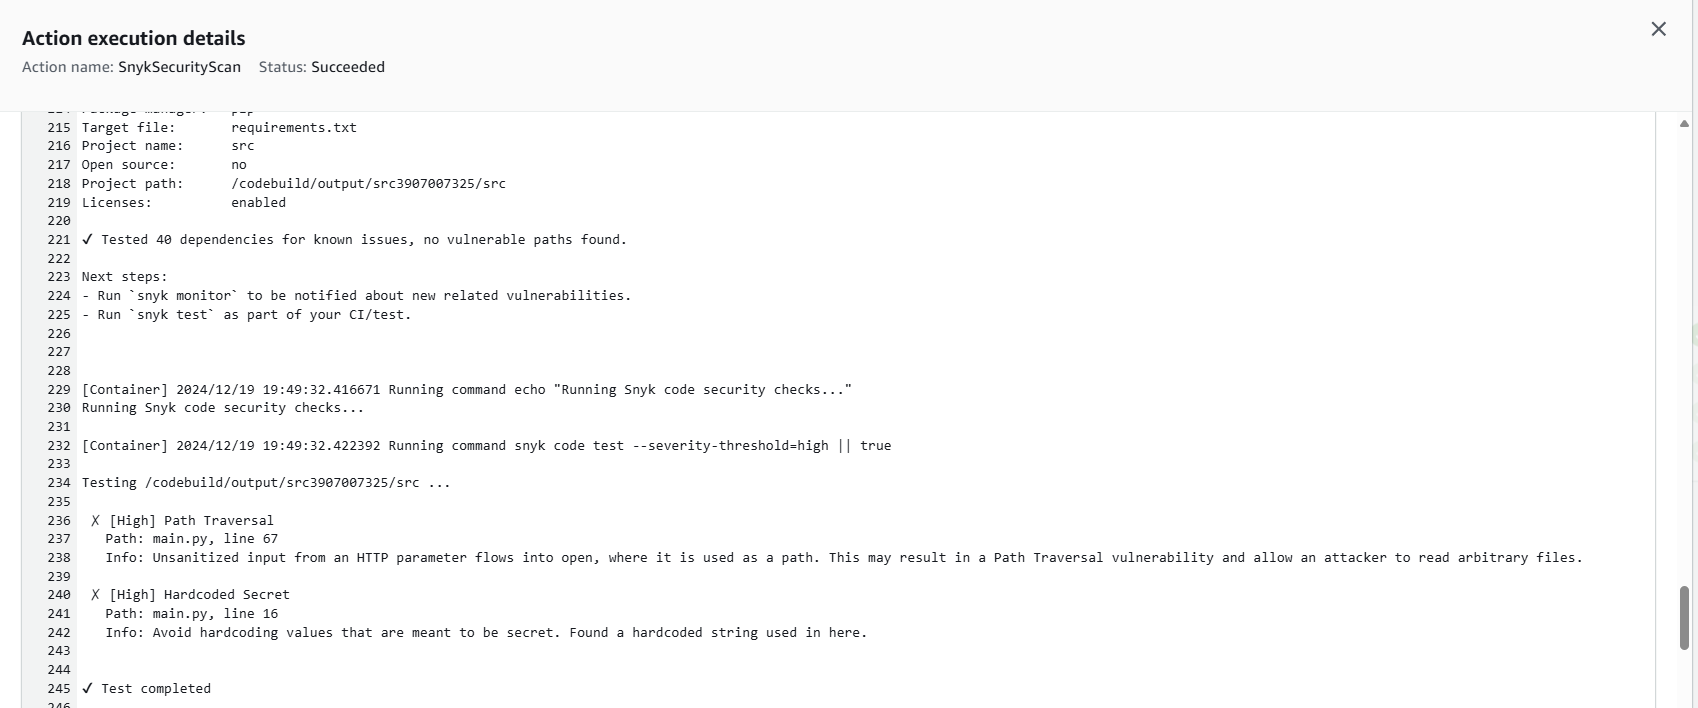 Action execution details
Action name: SnykSecurityScan Status: Succeeded
214 Package manager: pip
215 Target file: requirements.txt
216 Project name: src
217 Open source: no
218 Project path: /codebuild/output/src3907007325/src
219 Licenses: enabled
220
221 ✓ Tested 40 dependencies for known issues, no vulnerable paths found.
222
223 Next steps:
224 - Run `snyk monitor` to be notified about new related vulnerabilities.
225 - Run `snyk test` as part of your CI/test.
226
227
228
229 [Container] 2024/12/19 19:49:32.416671 Running command echo "Running Snyk code security checks..."
230 Running Snyk code security checks...
231
232 [Container] 2024/12/19 19:49:32.422392 Running command snyk code test --severity-threshold=high || true
233
234 Testing /codebuild/output/src3907007325/src ...
235
236 ✗ [High] Path Traversal
237 Path: main.py, line 67
238 Info: Unsanitized input from an HTTP parameter flows into open, where it is used as a path. This may result in a Path Traversal vulnerability and allow an attacker to read arbitrary files.
239
240 ✗ [High] Hardcoded Secret
241 Path: main.py, line 16
242 Info: Avoid hardcoding values that are meant to be secret. Found a hardcoded string used in here.
243
244
245 ✓ Test completed
246